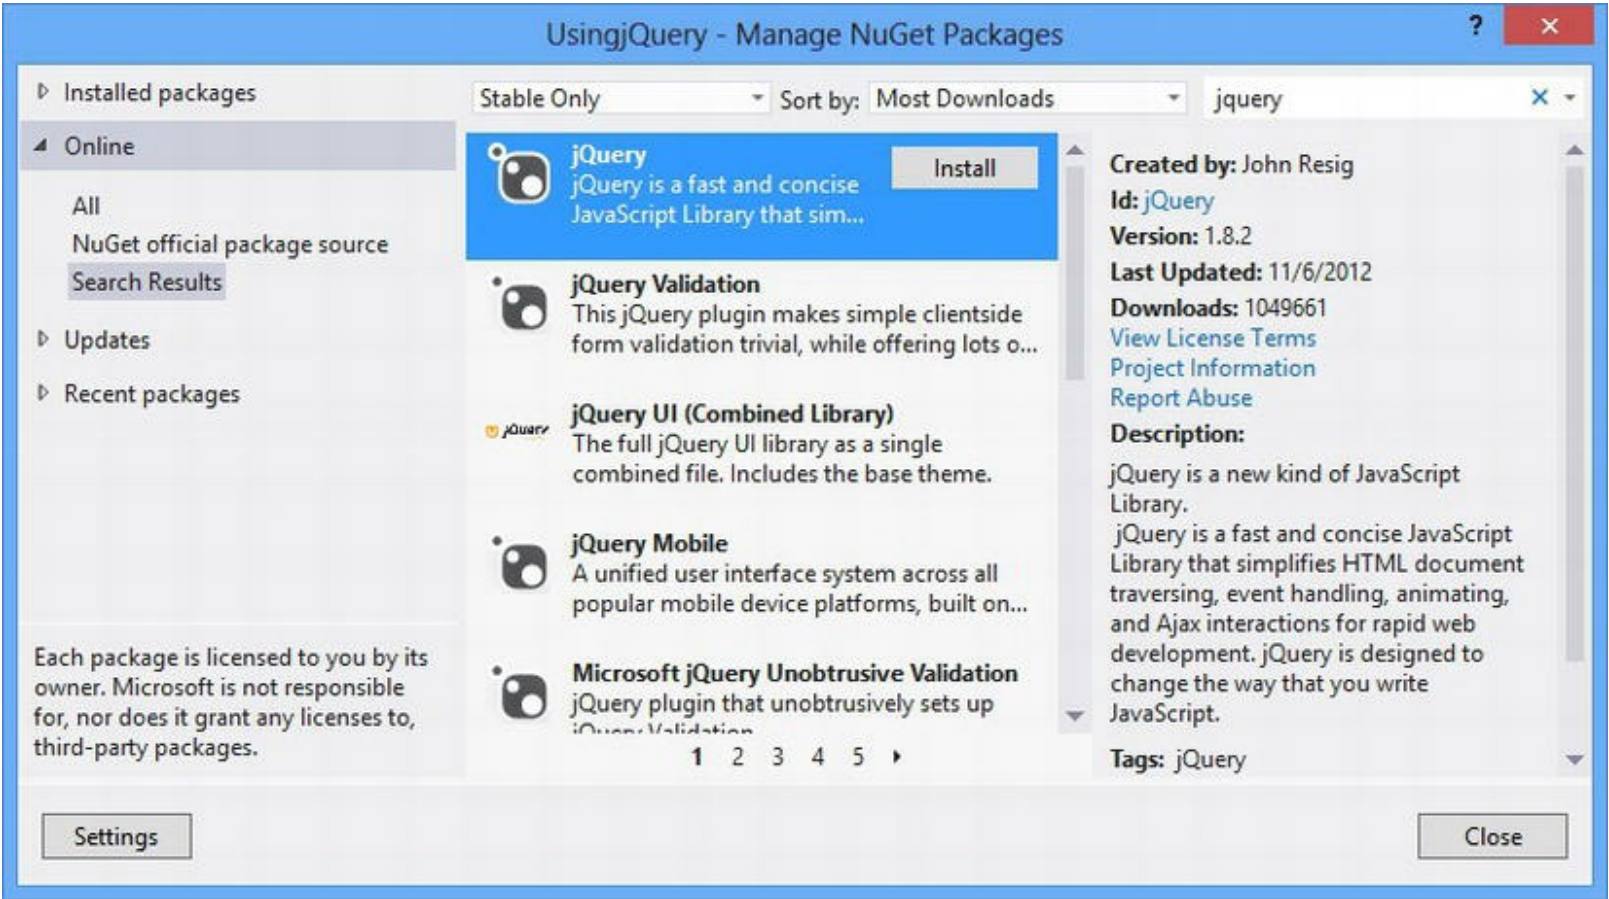 UsingjQuery - Manage NuGet Packages
?
Installed packages
Online
All
NuGet official package source
Search Results
Updates
Recent packages
Each package is licensed to you by its
owner. Microsoft is not responsible
for, nor does it grant any licenses to,
third-party packages.
Stable Only
Sort by: Most Downloads
jquery
jQuery
Install
jQuery is a fast and concise
JavaScript Library that sim...
jQuery Validation
This jQuery plugin makes simple clientside
form validation trivial, while offering lots o...
jQuery
jQuery UI (Combined Library)
The full jQuery UI library as a single
combined file. Includes the base theme.
jQuery Mobile
A unified user interface system across all
popular mobile device platforms, built on...
Microsoft jQuery Unobtrusive Validation
jQuery plugin that unobtrusively sets up
jQuery Validation
1 2 3 4 5
Created by: John Resig
Id: jQuery
Version: 1.8.2
Last Updated: 11/6/2012
Downloads: 1049661
View License Terms
Project Information
Report Abuse
Description:
jQuery is a new kind of JavaScript
Library.
jQuery is a fast and concise JavaScript
Library that simplifies HTML document
traversing, event handling, animating,
and Ajax interactions for rapid web
development. jQuery is designed to
change the way that you write
JavaScript.
Tags: jQuery
Settings
Close